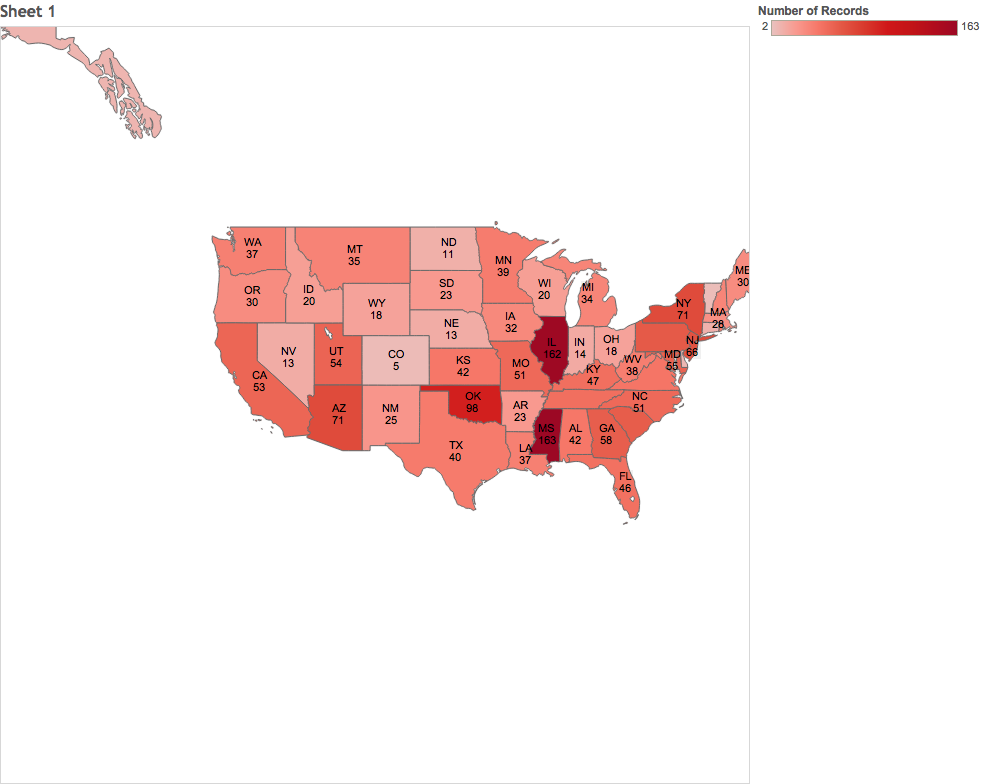 Sheet 1
Number of Records
2
163
WA
37
MT
35
ND
11
MN
39
OR
30
ID
20
WY
18
SD
23
WI
20
MI
34
ME
30
NY
71
MA
28
NV
13
UT
54
CO
5
NE
13
IA
32
IL
162
IN
14
OH
18
NJ
66
MD
55
CA
53
KS
42
MO
51
KY
47
WV
38
AZ
71
NM
25
OK
98
AR
23
NC
51
TX
40
LA
37
MS
163
AL
42
GA
58
FL
46